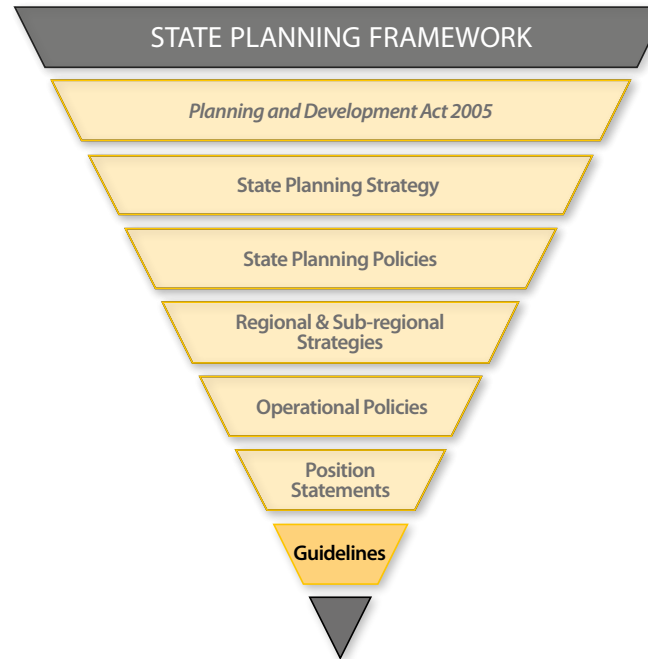 STATE PLANNING FRAMEWORK
Planning and Development Act 2005
State Planning Strategy
State Planning Policies
Regional & Sub-regional
Strategies
Operational Policies
Position
Statements
Guidelines